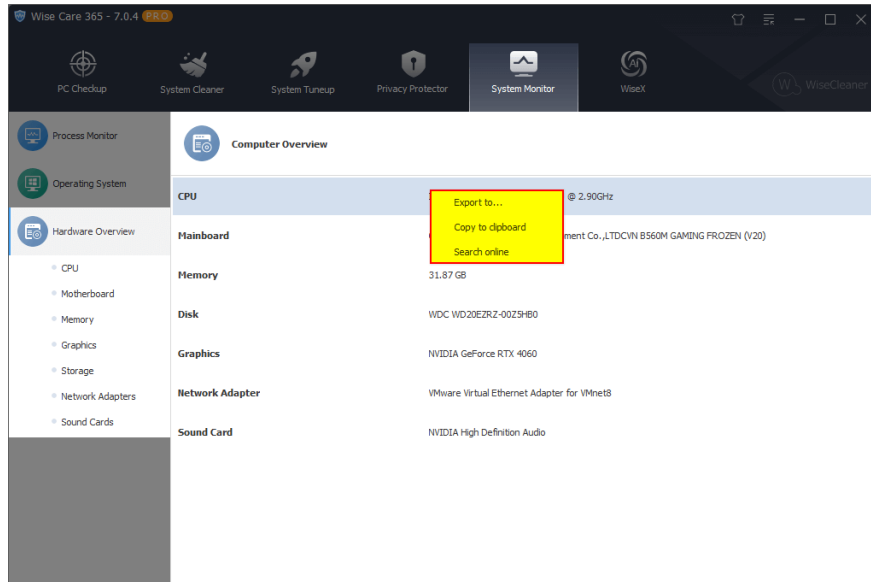 Wise Care 365 - 7.0.4 PRO
PC Checkup
System Cleaner
System Tuneup
Privacy Protector
System Monitor
AI
WiseX
W WiseCleaner
Process Monitor
Operating System
Hardware Overview
CPU
Motherboard
Memory
Graphics
Storage
Network Adapters
Sound Cards
Computer Overview
CPU @ 2.90GHz
Export to...
Copy to clipboard
Search online
Mainboard ment Co.,LTDCVN B560M GAMING FROZEN (V20)
Memory 31.87 GB
Disk WDC WD20EZRZ-00Z5HB0
Graphics NVIDIA GeForce RTX 4060
Network Adapter VMware Virtual Ethernet Adapter for VMnet8
Sound Card NVIDIA High Definition Audio